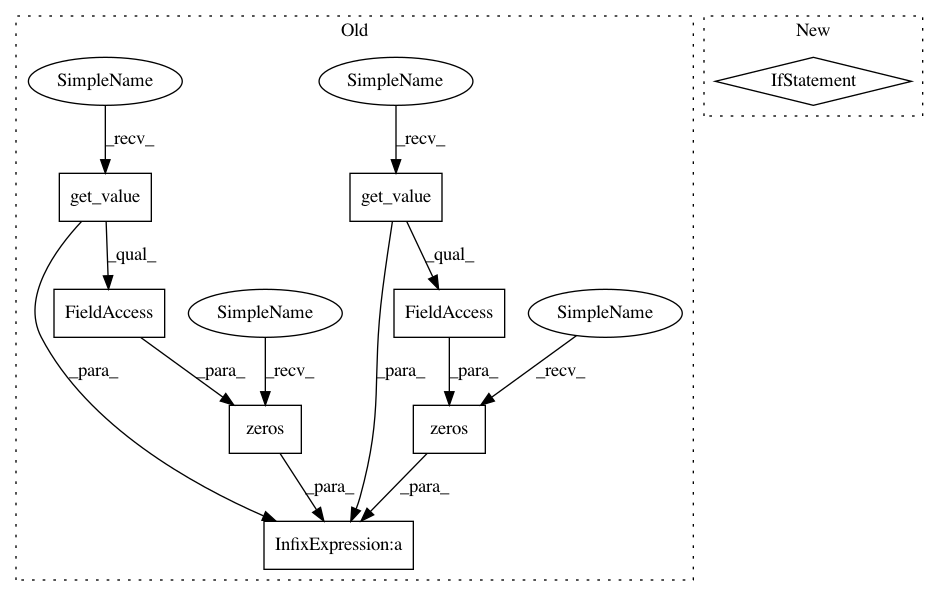 Old
New
SimpleName
SimpleName
IfStatement
_recv_
_recv_
get_value
get_value
_qual_
_qual_
FieldAccess
SimpleName
FieldAccess
SimpleName
_para_
_para_
_recv_
_para_
_para_
_recv_
zeros
zeros
_para_
_para_
InfixExpression:a